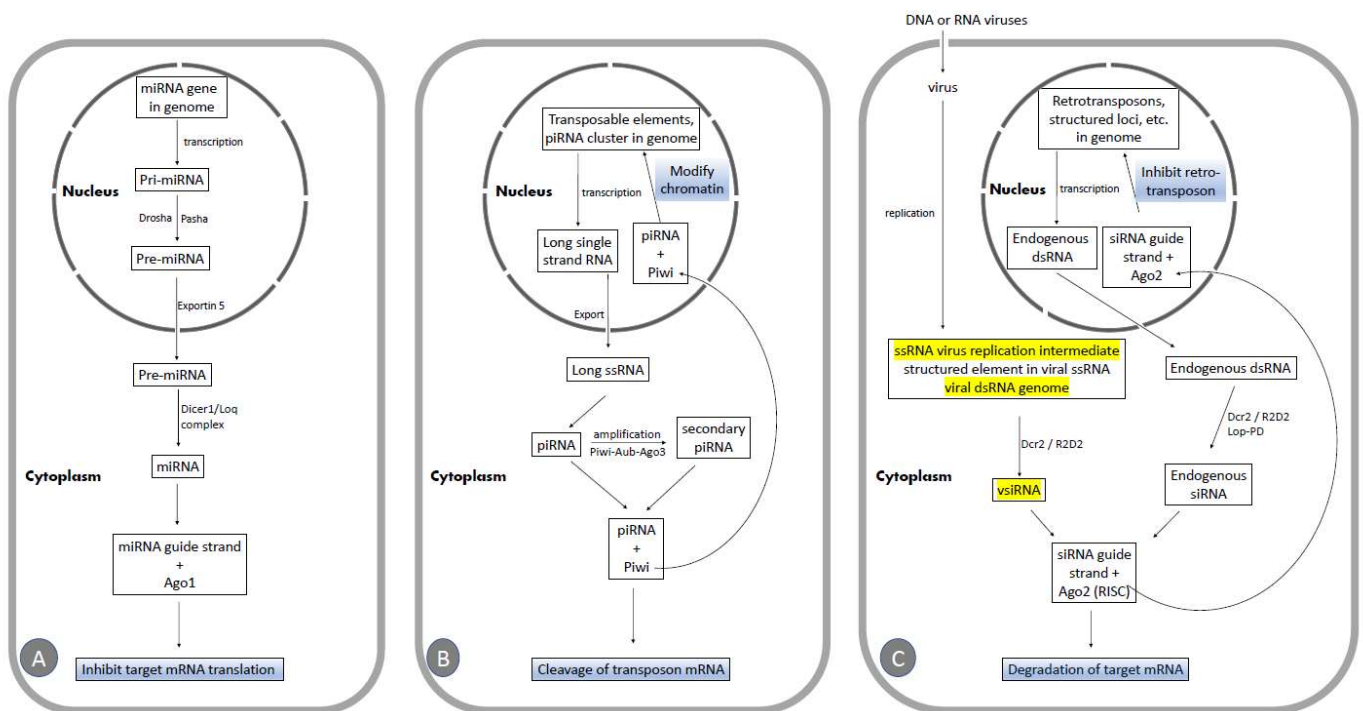 miRNA gene
in genome
transcription
Nucleus
Pri-miRNA
Drosha
Pasha
Pre-miRNA
Exportin 5
Pre-miRNA
Dicer1/Loq
complex
miRNA
Cytoplasm
miRNA guide strand
+
Ago1
A
Inhibit target mRNA translation
Transposable elements,
piRNA cluster in genome
Modify
chromatin
Nucleus
transcription
Long single
strand RNA
piRNA
+
Piwi
Export
Long ssRNA
piRNA
amplification
Piwi-Aub-Ago3
secondary
piRNA
Cytoplasm
piRNA
+
Piwi
B
Cleavage of transposon mRNA
DNA or RNA viruses
virus
Retrotransposons,
structured loci, etc.
in genome
Nucleus
transcription
Inhibit retro-
transposon
replication
Endogenous
dsRNA
siRNA guide
strand +
Ago2
ssRNA virus replication intermediate
structured element in viral ssRNA
viral dsRNA genome
Endogenous dsRNA
Dcr2 / R2D2
Dcr2 / R2D2
Lop-PD
Cytoplasm
vsiRNA
Endogenous
siRNA
siRNA guide
strand +
Ago2 (RISC)
C
Degradation of target mRNA